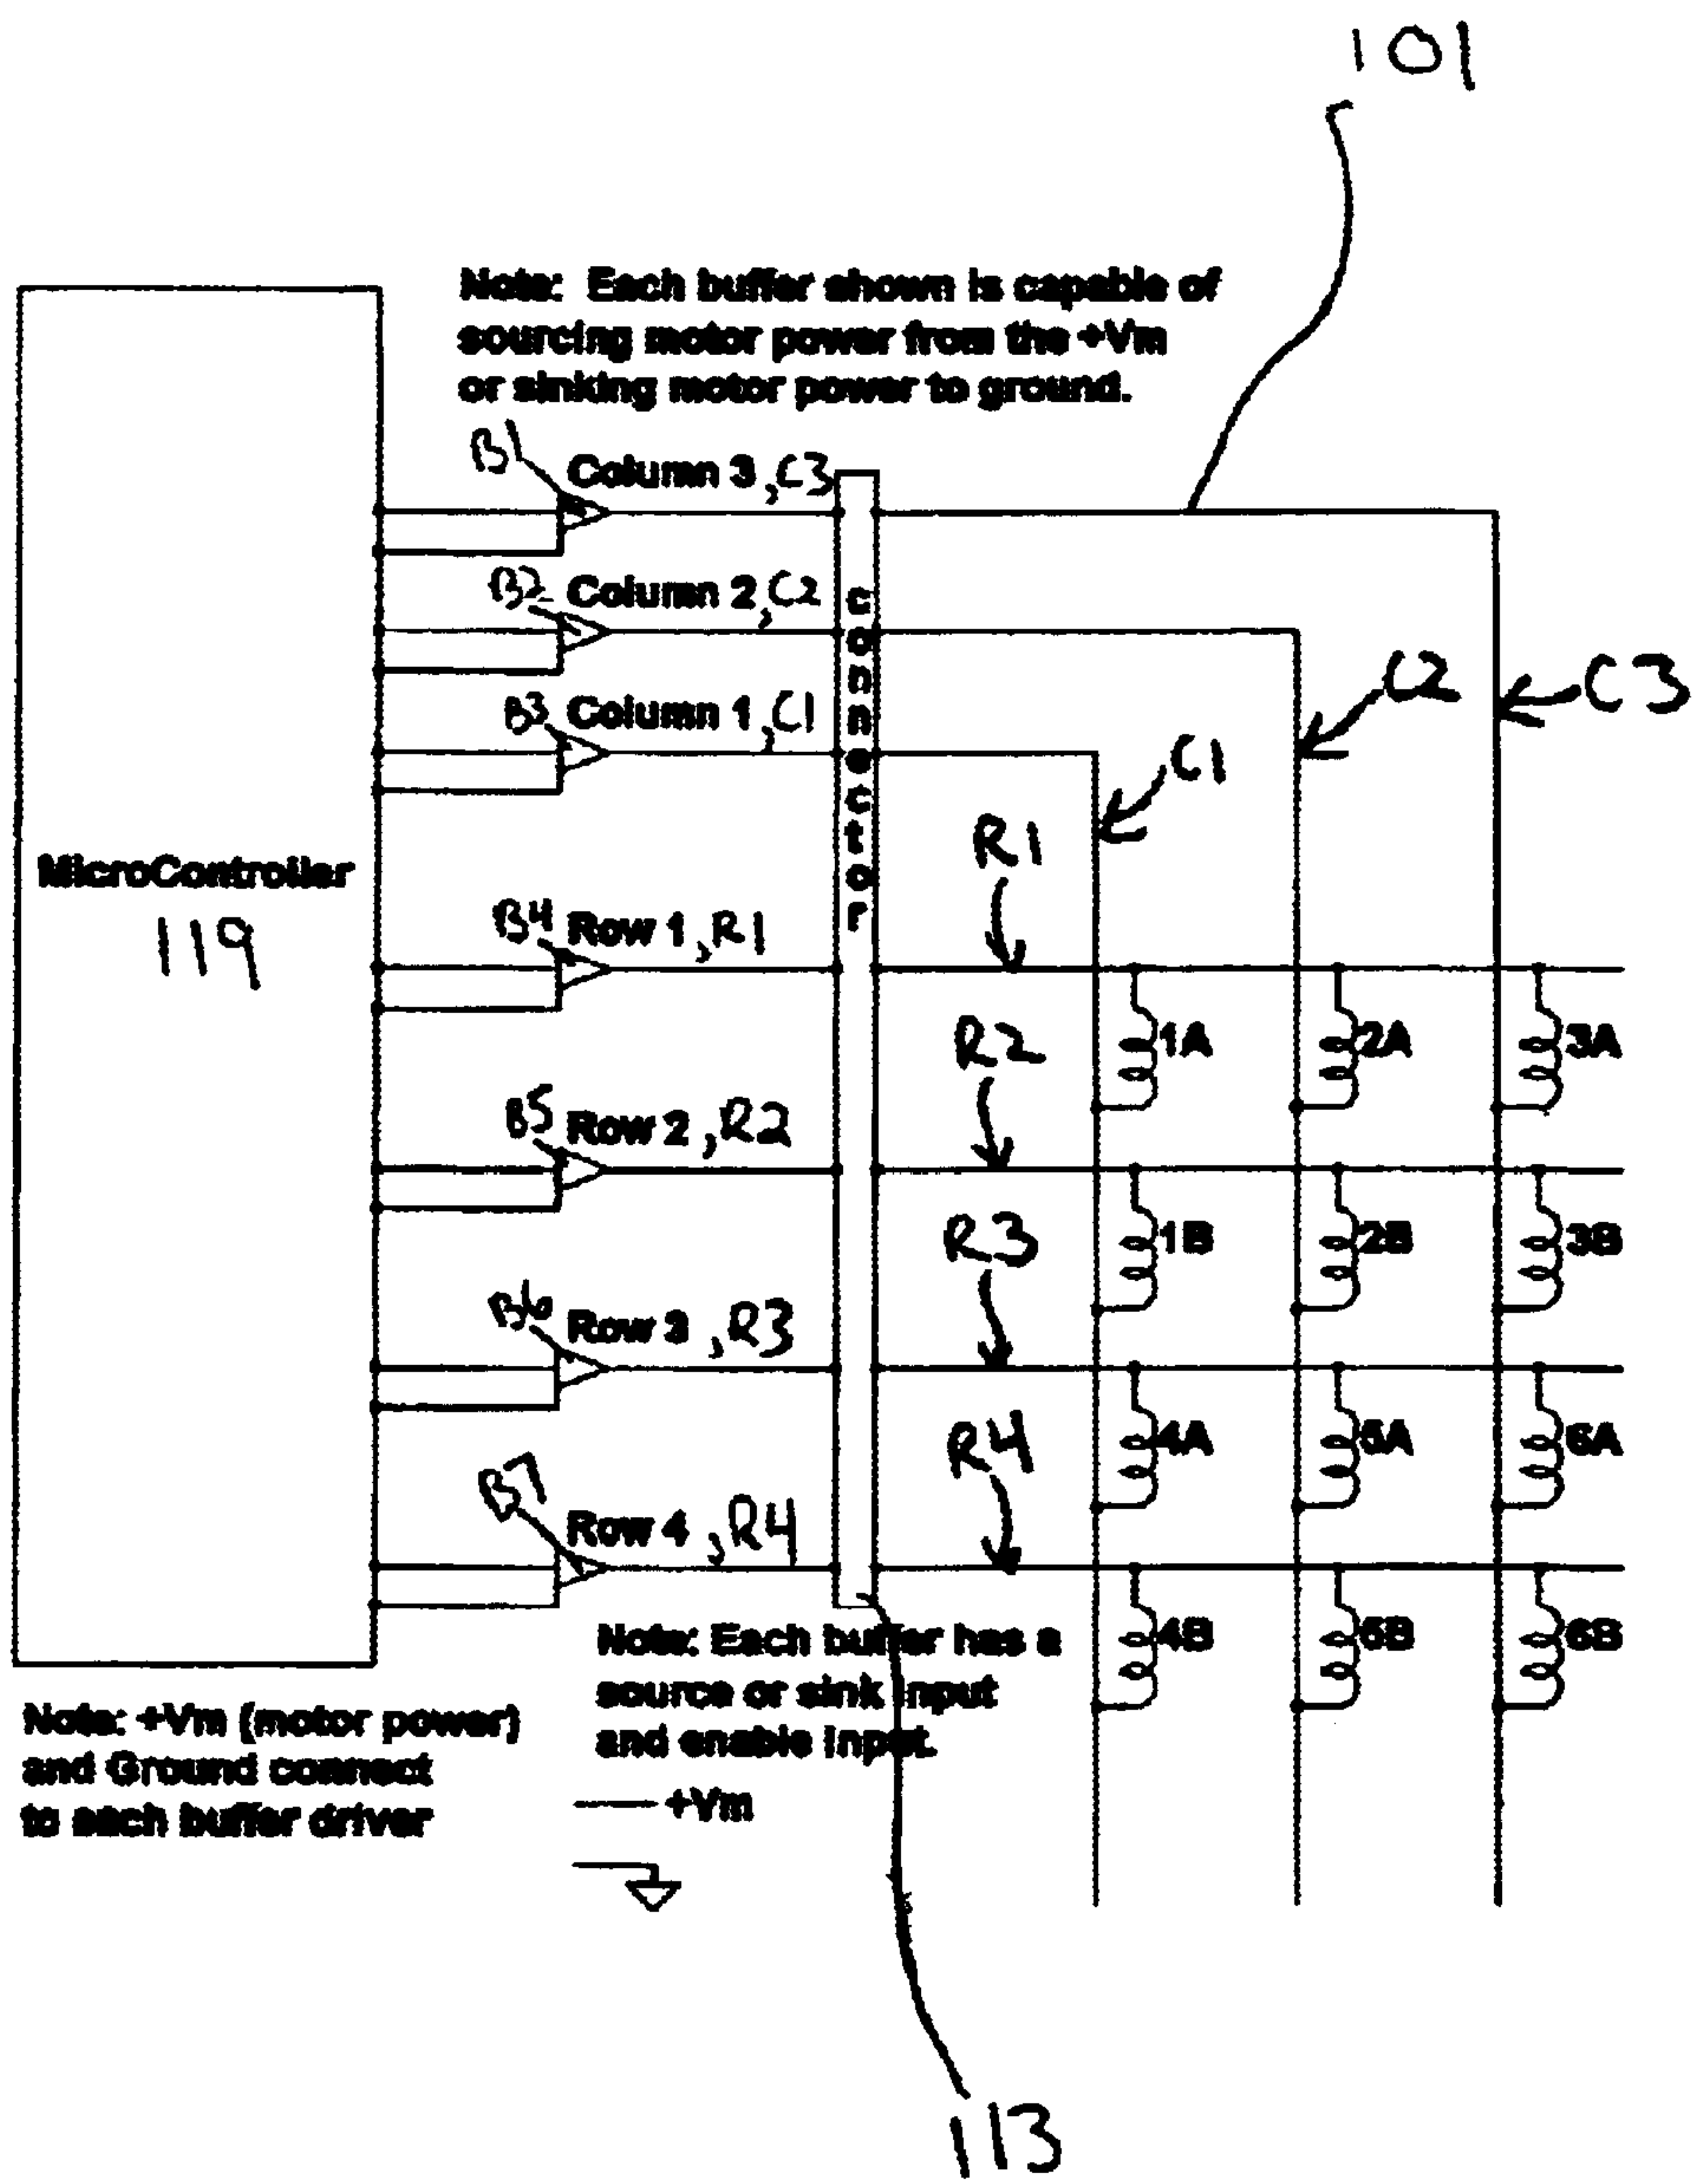 101
Note: Each buffer shown is capable of
sourcing motor power from the +Vm
or sinking motor power to ground.
B1
Column 3 , C3
B2
Column 2 , C2
B3
Column 1 , C1
connector
C1
C2
C3
MicroController
119
B4
Row 1 , R1
R1
1A
2A
3A
B5
Row 2 , R2
R2
1B
2B
3B
B6
Row 3 , R3
R3
4A
5A
6A
B7
Row 4 , R4
R4
4B
5B
6B
Note: Each buffer has a
source or sink input
and enable input.
+Vm
Note: +Vm (motor power)
and Ground connect
to each buffer driver
113